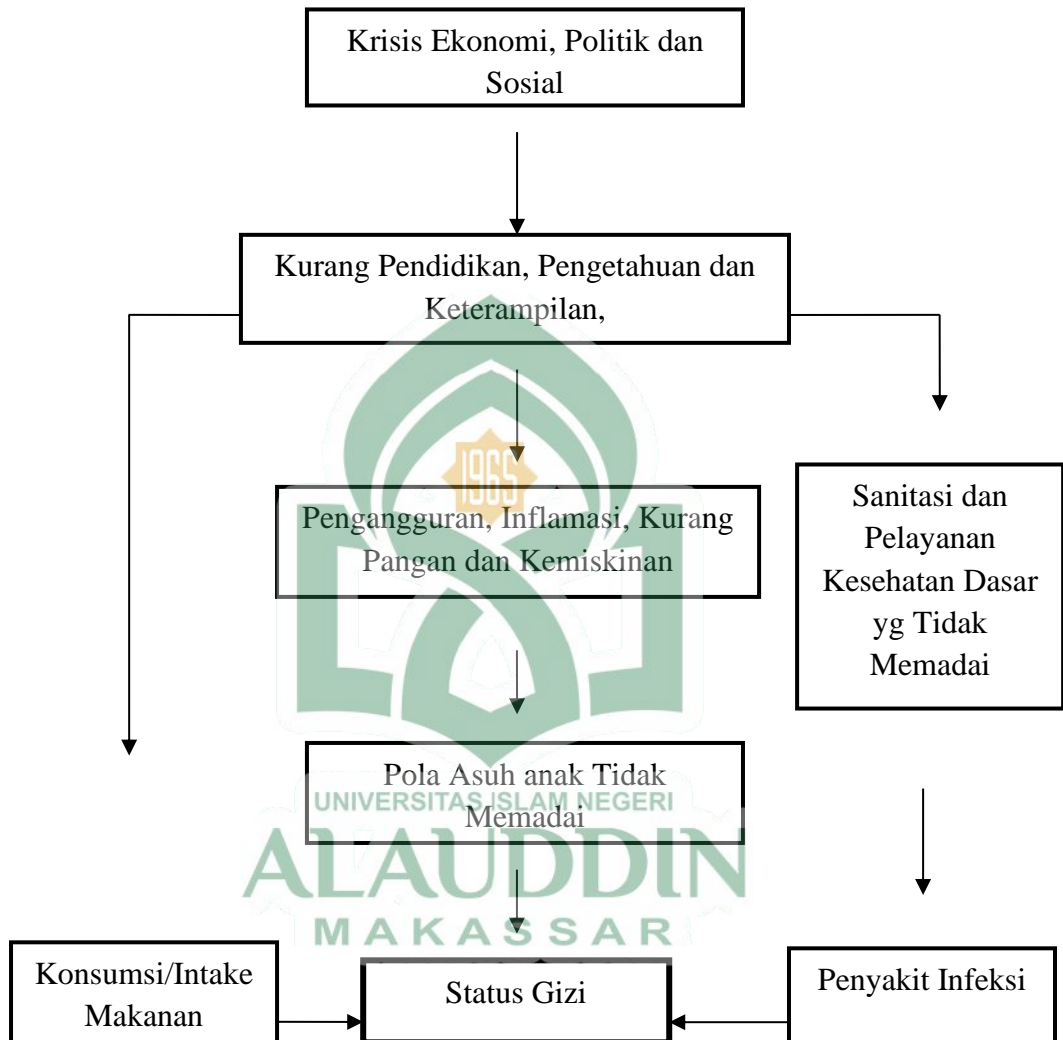 Krisis Ekonomi, Politik dan
Sosial
Kurang Pendidikan, Pengetahuan dan
Keterampilan,
1965
Pengangguran, Inflamasi, Kurang
Pangan dan Kemiskinan
Sanitasi dan
Pelayanan
Kesehatan Dasar
yg Tidak
Memadai
Pola Asuh anak Tidak
Memadai
UNIVERSITAS ISLAM NEGERI
ALAUDDIN
MAKASSAR
Konsumsi/Intake
Makanan
Status Gizi
Penyakit Infeksi